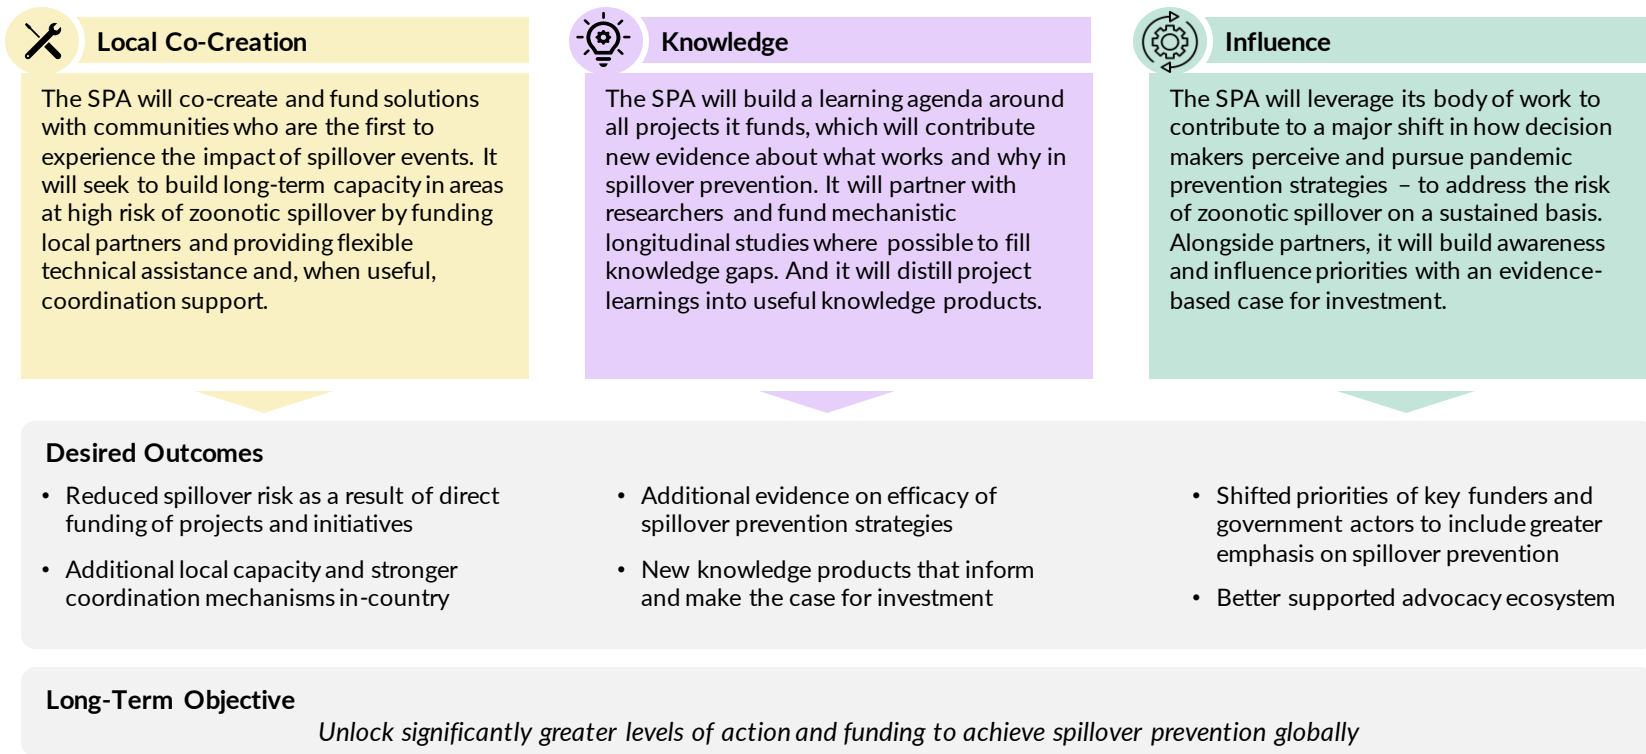 Local Co-Creation
The SPA will co-create and fund solutions
with communities who are the first to
experience the impact of spillover events. It
will seek to build long-term capacity in areas
at high risk of zoonotic spillover by funding
local partners and providing flexible
technical assistance and, when useful,
coordination support.
Knowledge
The SPA will build a learning agenda around
all projects it funds, which will contribute
new evidence about what works and why in
spillover prevention. It will partner with
researchers and fund mechanistic
longitudinal studies where possible to fill
knowledge gaps. And it will distill project
learnings into useful knowledge products.
Influence
The SPA will leverage its body of work to
contribute to a major shift in how decision
makers perceive and pursue pandemic
prevention strategies – to address the risk
of zoonotic spillover on a sustained basis.
Alongside partners, it will build awareness
and influence priorities with an evidence-
based case for investment.
Desired Outcomes
• Reduced spillover risk as a result of direct
funding of projects and initiatives
• Additional local capacity and stronger
coordination mechanisms in-country
• Additional evidence on efficacy of
spillover prevention strategies
• New knowledge products that inform
and make the case for investment
• Shifted priorities of key funders and
government actors to include greater
emphasis on spillover prevention
• Better supported advocacy ecosystem
Long-Term Objective
Unlock significantly greater levels of action and funding to achieve spillover prevention globally